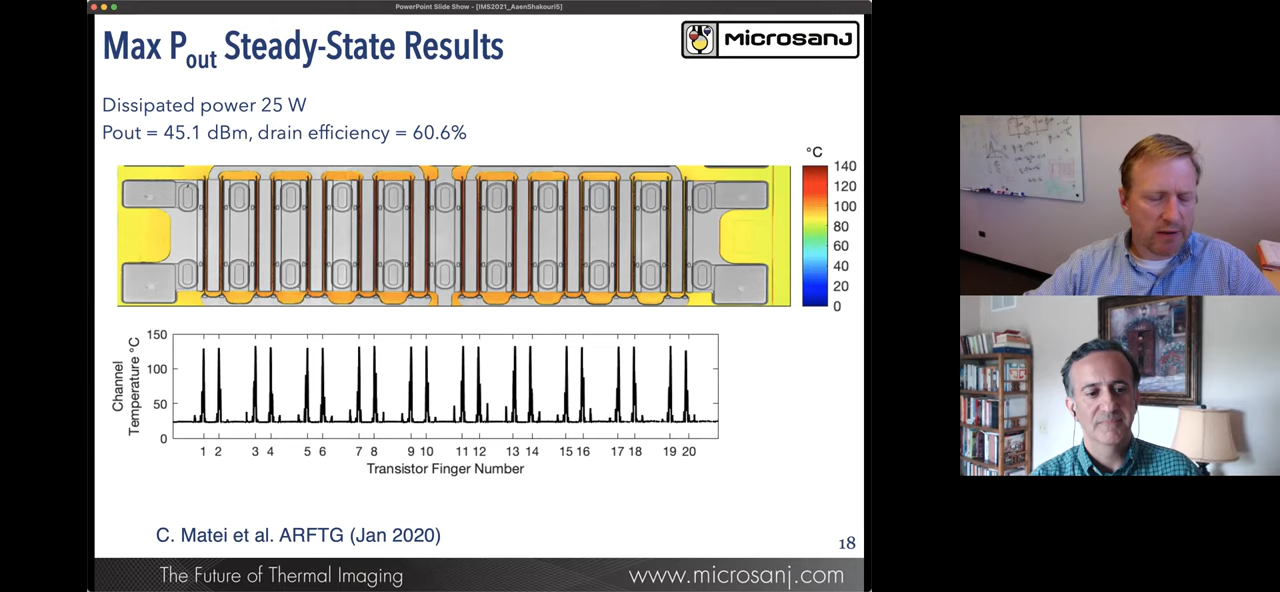 PowerPoint Slide Show - [IMS2021_AaenShakouri5]
Max Pout Steady-State Results
MICROSANJ
Dissipated power 25 W
Pout = 45.1 dBm, drain efficiency = 60.6%
°C
140
120
100
80
60
40
20
0
150
100
50
0
Channel
Temperature °C
1 2 3 4 5 6 7 8 9 10 11 12 13 14 15 16 17 18 19 20
Transistor Finger Number
C. Matei et al. ARFTG (Jan 2020)
18
The Future of Thermal Imaging
www.microsanj.com